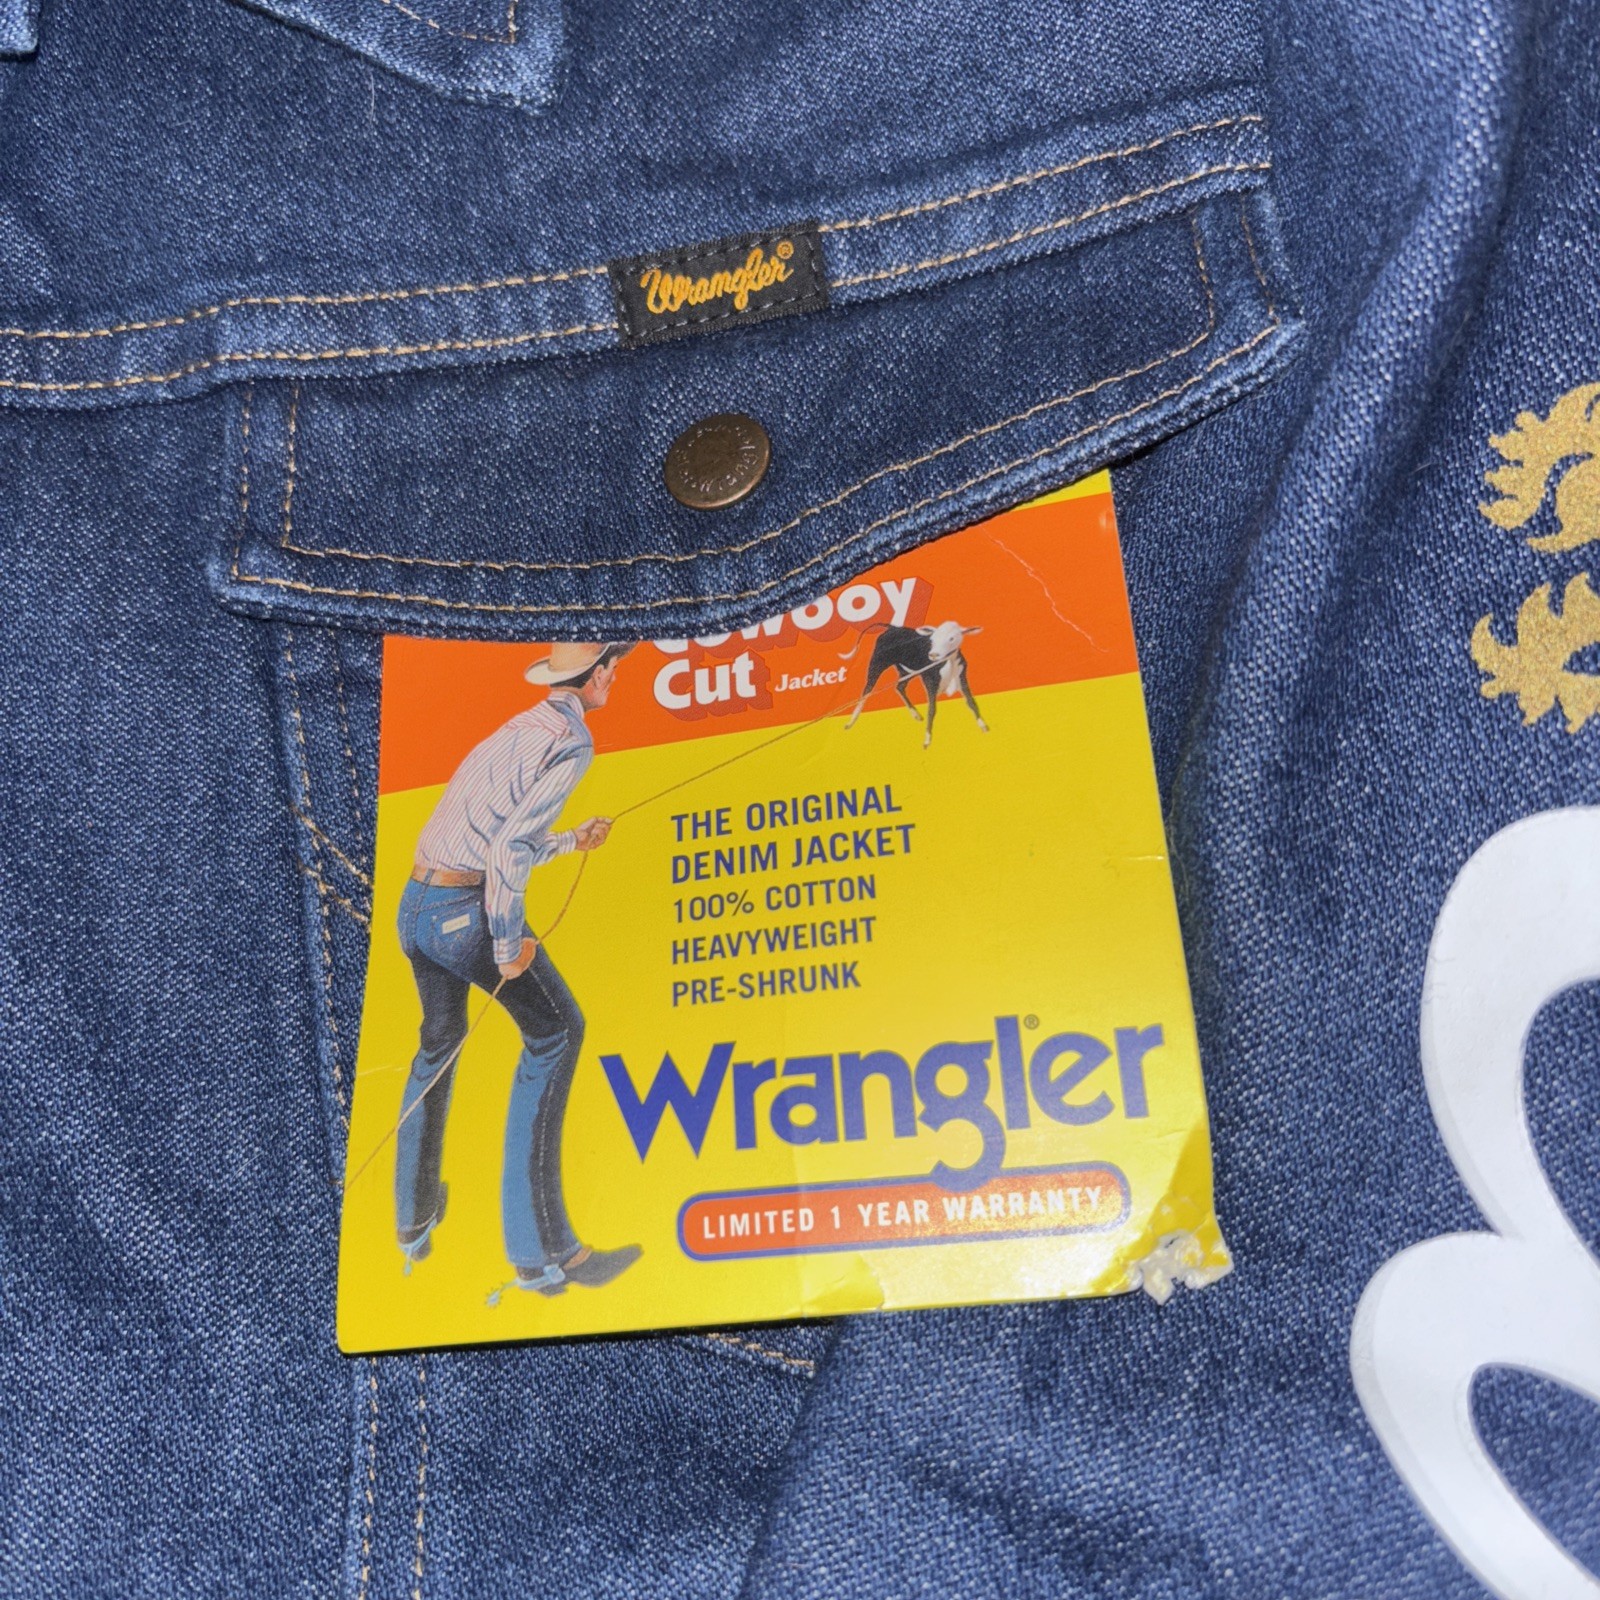 Wrangler®
Cowboy
Cut Jacket
THE ORIGINAL
DENIM JACKET
100% COTTON
HEAVYWEIGHT
PRE-SHRUNK
Wrangler®
LIMITED 1 YEAR WARRANTY